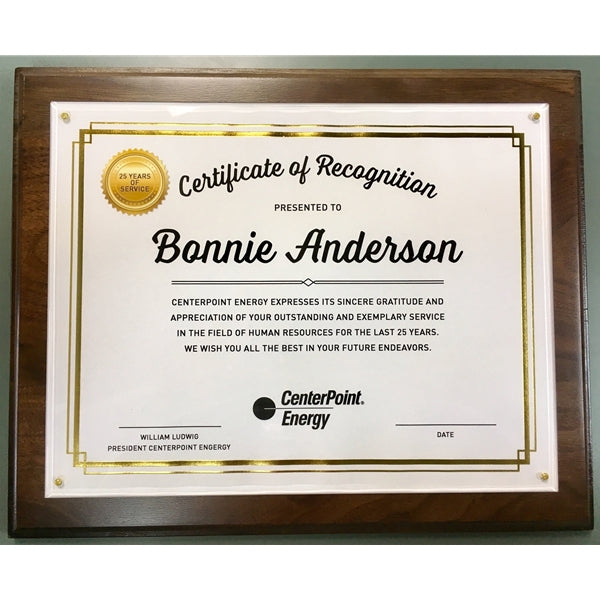 25 YEARS
OF
SERVICE
Certificate of Recognition
PRESENTED TO
Bonnie Anderson
CENTERPOINT ENERGY EXPRESSES ITS SINCERE GRATITUDE AND
APPRECIATION OF YOUR OUTSTANDING AND EXEMPLARY SERVICE
IN THE FIELD OF HUMAN RESOURCES FOR THE LAST 25 YEARS.
WE WISH YOU ALL THE BEST IN YOUR FUTURE ENDEAVORS.
CenterPoint®
Energy
WILLIAM LUDWIG
PRESIDENT CENTERPOINT ENGERGY
DATE